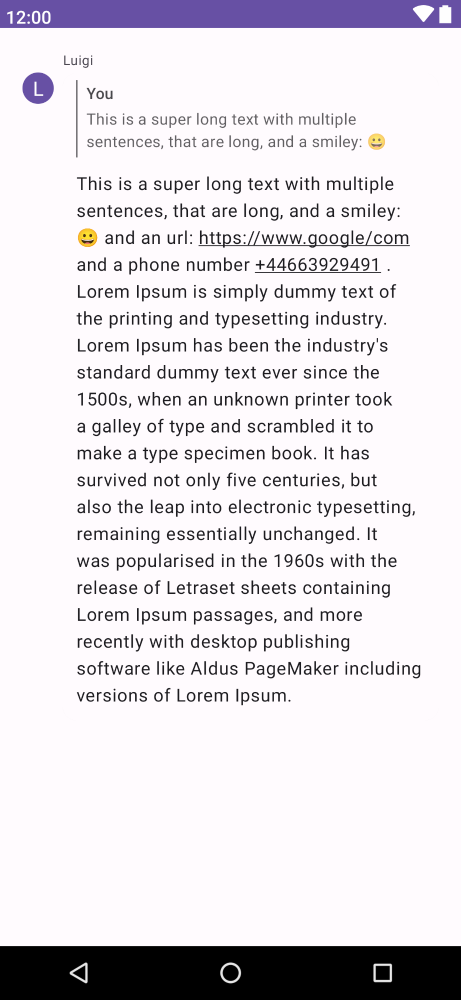 12:00
Luigi
L
You
This is a super long text with multiple
sentences, that are long, and a smiley: 😀
This is a super long text with multiple
sentences, that are long, and a smiley:
😀 and an url: https://www.google/com
and a phone number +44663929491 .
Lorem Ipsum is simply dummy text of
the printing and typesetting industry.
Lorem Ipsum has been the industry's
standard dummy text ever since the
1500s, when an unknown printer took
a galley of type and scrambled it to
make a type specimen book. It has
survived not only five centuries, but
also the leap into electronic typesetting,
remaining essentially unchanged. It
was popularised in the 1960s with the
release of Letraset sheets containing
Lorem Ipsum passages, and more
recently with desktop publishing
software like Aldus PageMaker including
versions of Lorem Ipsum.